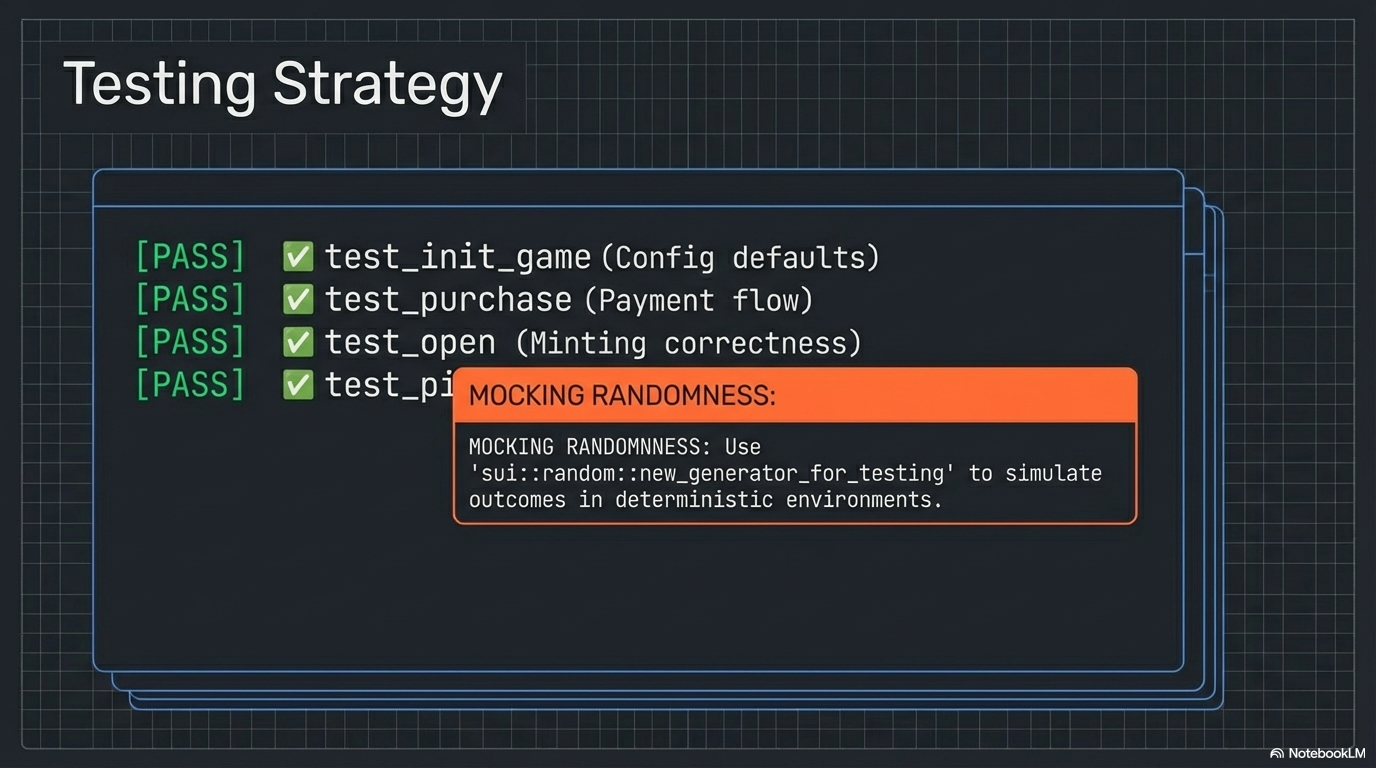 Testing Strategy
[PASS] ✅ test_init_game (Config defaults)
[PASS] ✅ test_purchase (Payment flow)
[PASS] ✅ test_open (Minting correctness)
[PASS] ✅ test_pi
MOCKING RANDOMNESS:
MOCKING RANDOMNNESS: Use
'sui::random::new_generator_for_testing' to simulate
outcomes in deterministic environments.
NotebookLM